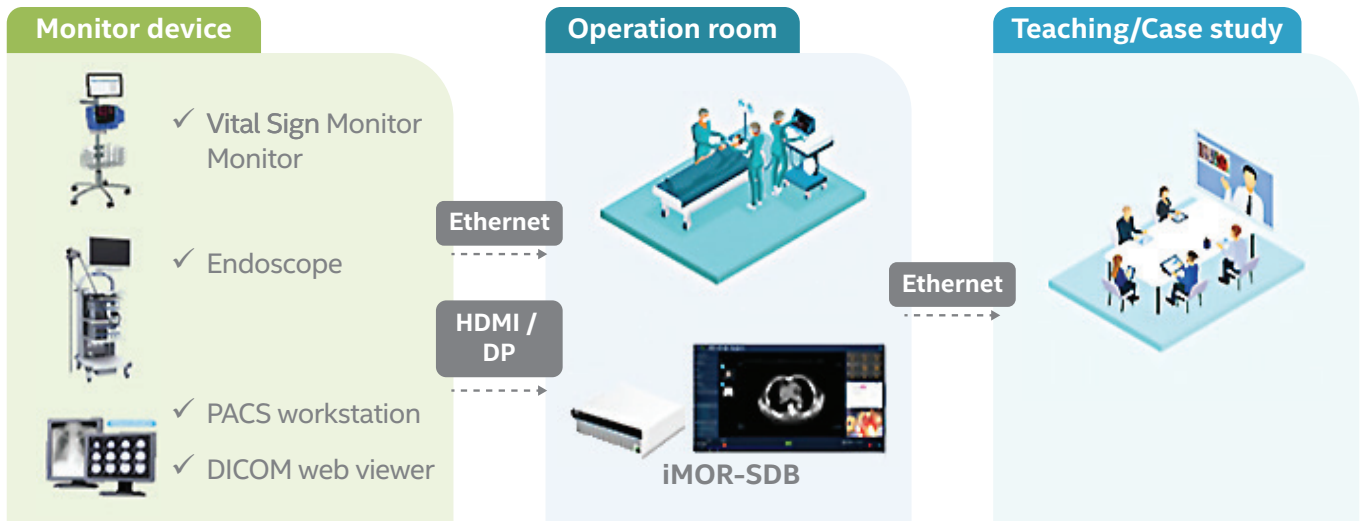 Monitor device
✓ Vital Sign Monitor
Monitor
✓ Endoscope
✓ PACS workstation
✓ DICOM web viewer
Ethernet
HDMI /
DP
Operation room
iMOR-SDB
Ethernet
Teaching/Case study